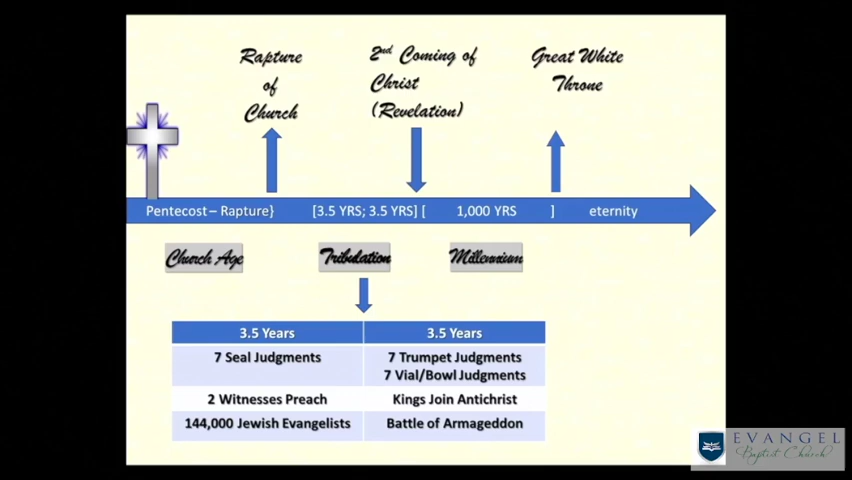 Rapture
of
Church
2nd Coming of
Christ
(Revelation)
Great White
Throne
Pentecost – Rapture} [3.5 YRS; 3.5 YRS] [ 1,000 YRS ] eternity
Church Age
Tribulation
Millennium
3.5 Years 3.5 Years
7 Seal Judgments 7 Trumpet Judgments
7 Vial/Bowl Judgments
2 Witnesses Preach Kings Join Antichrist
144,000 Jewish Evangelists Battle of Armageddon
EVANGEL
Baptist Church